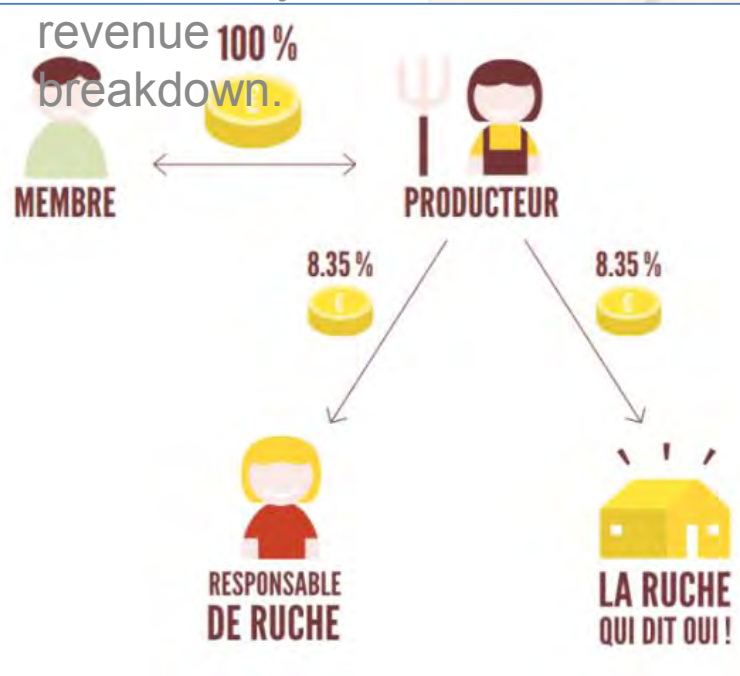 revenue
100 %
breakdown.
MEMBRE
PRODUCTEUR
8.35 %
8.35 %
€
€
RESPONSABLE
DE RUCHE
LA RUCHE
QUI DIT OUI !